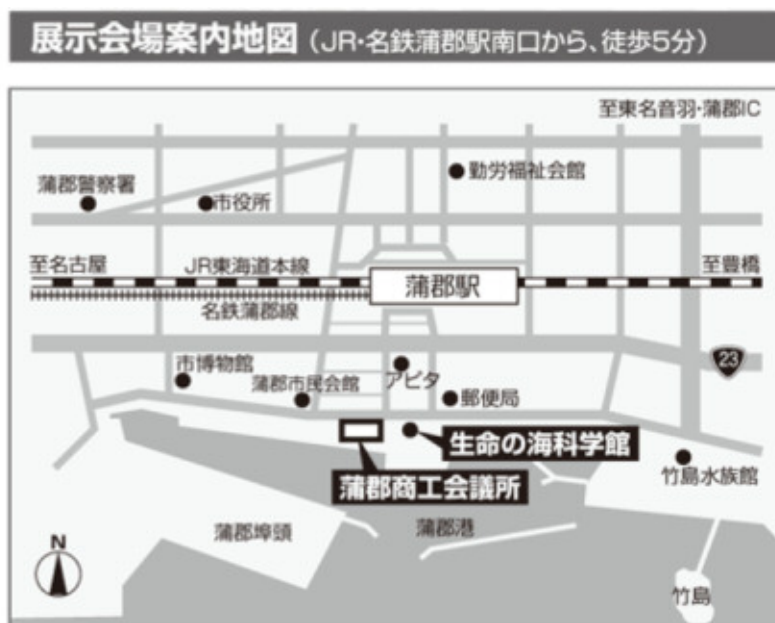 展示会場案内地図(JR・名鉄蒲郡駅南口から、徒歩5分)
至東名音羽・蒲郡IC
勤労福祉会館
蒲郡警察署
市役所
至名古屋
JR東海道本線
至豊橋
蒲郡駅
名鉄蒲郡線
市博物館
アピタ
23
蒲郡市民会館
郵便局
生命の海科学館
竹島水族館
蒲郡商工会議所
蒲郡埠頭
蒲郡港
N
竹島